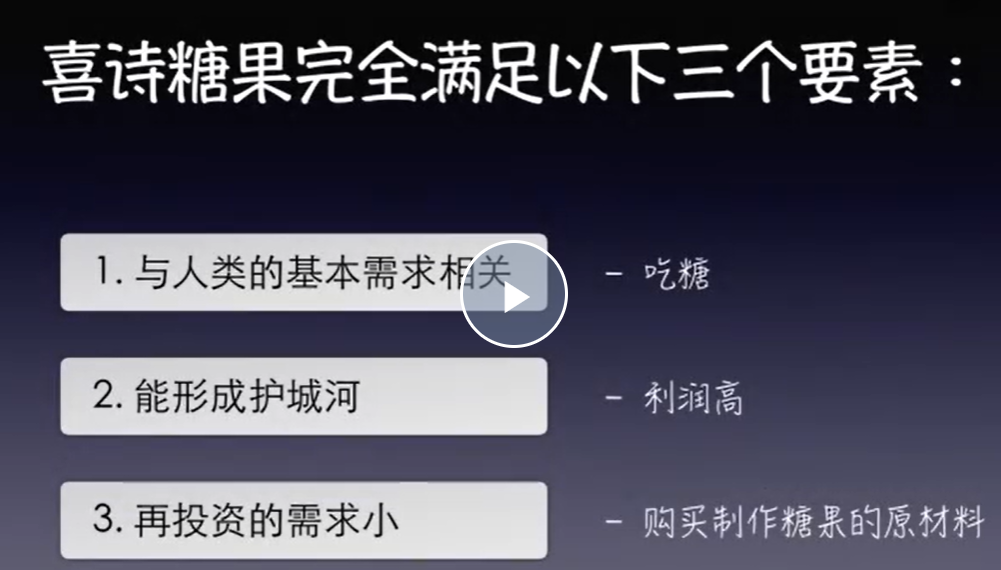 喜诗糖果完全满足以下三个要素：
1. 与人类的基本需求相关 - 吃糖
2. 能形成护城河 - 利润高
3. 再投资的需求小 - 购买制作糖果的原材料